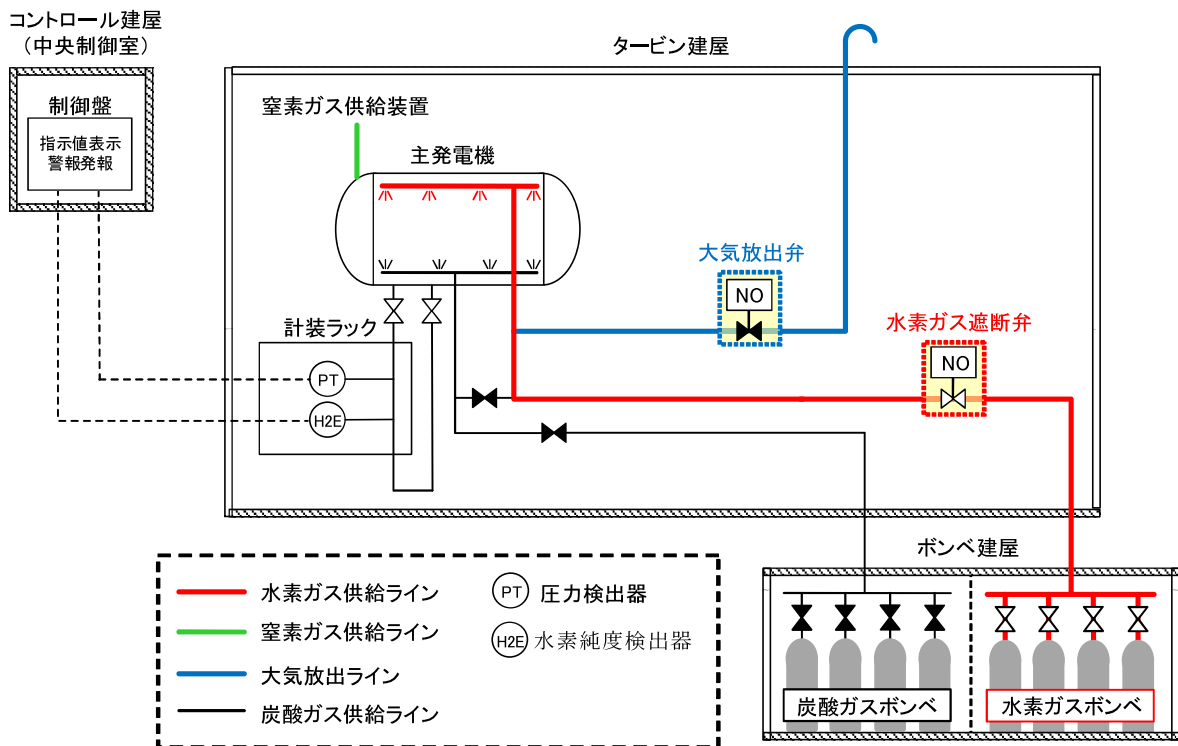 コントロール建屋
（中央制御室）
制御盤
指示値表示
警報発報
タービン建屋
窒素ガス供給装置
主発電機
大気放出弁
NO
水素ガス遮断弁
NO
計装ラック
PT
H2E
ボンベ建屋
炭酸ガスボンベ
水素ガスボンベ
水素ガス供給ライン
窒素ガス供給ライン
大気放出ライン
炭酸ガス供給ライン
PT 圧力検出器
H2E 水素純度検出器